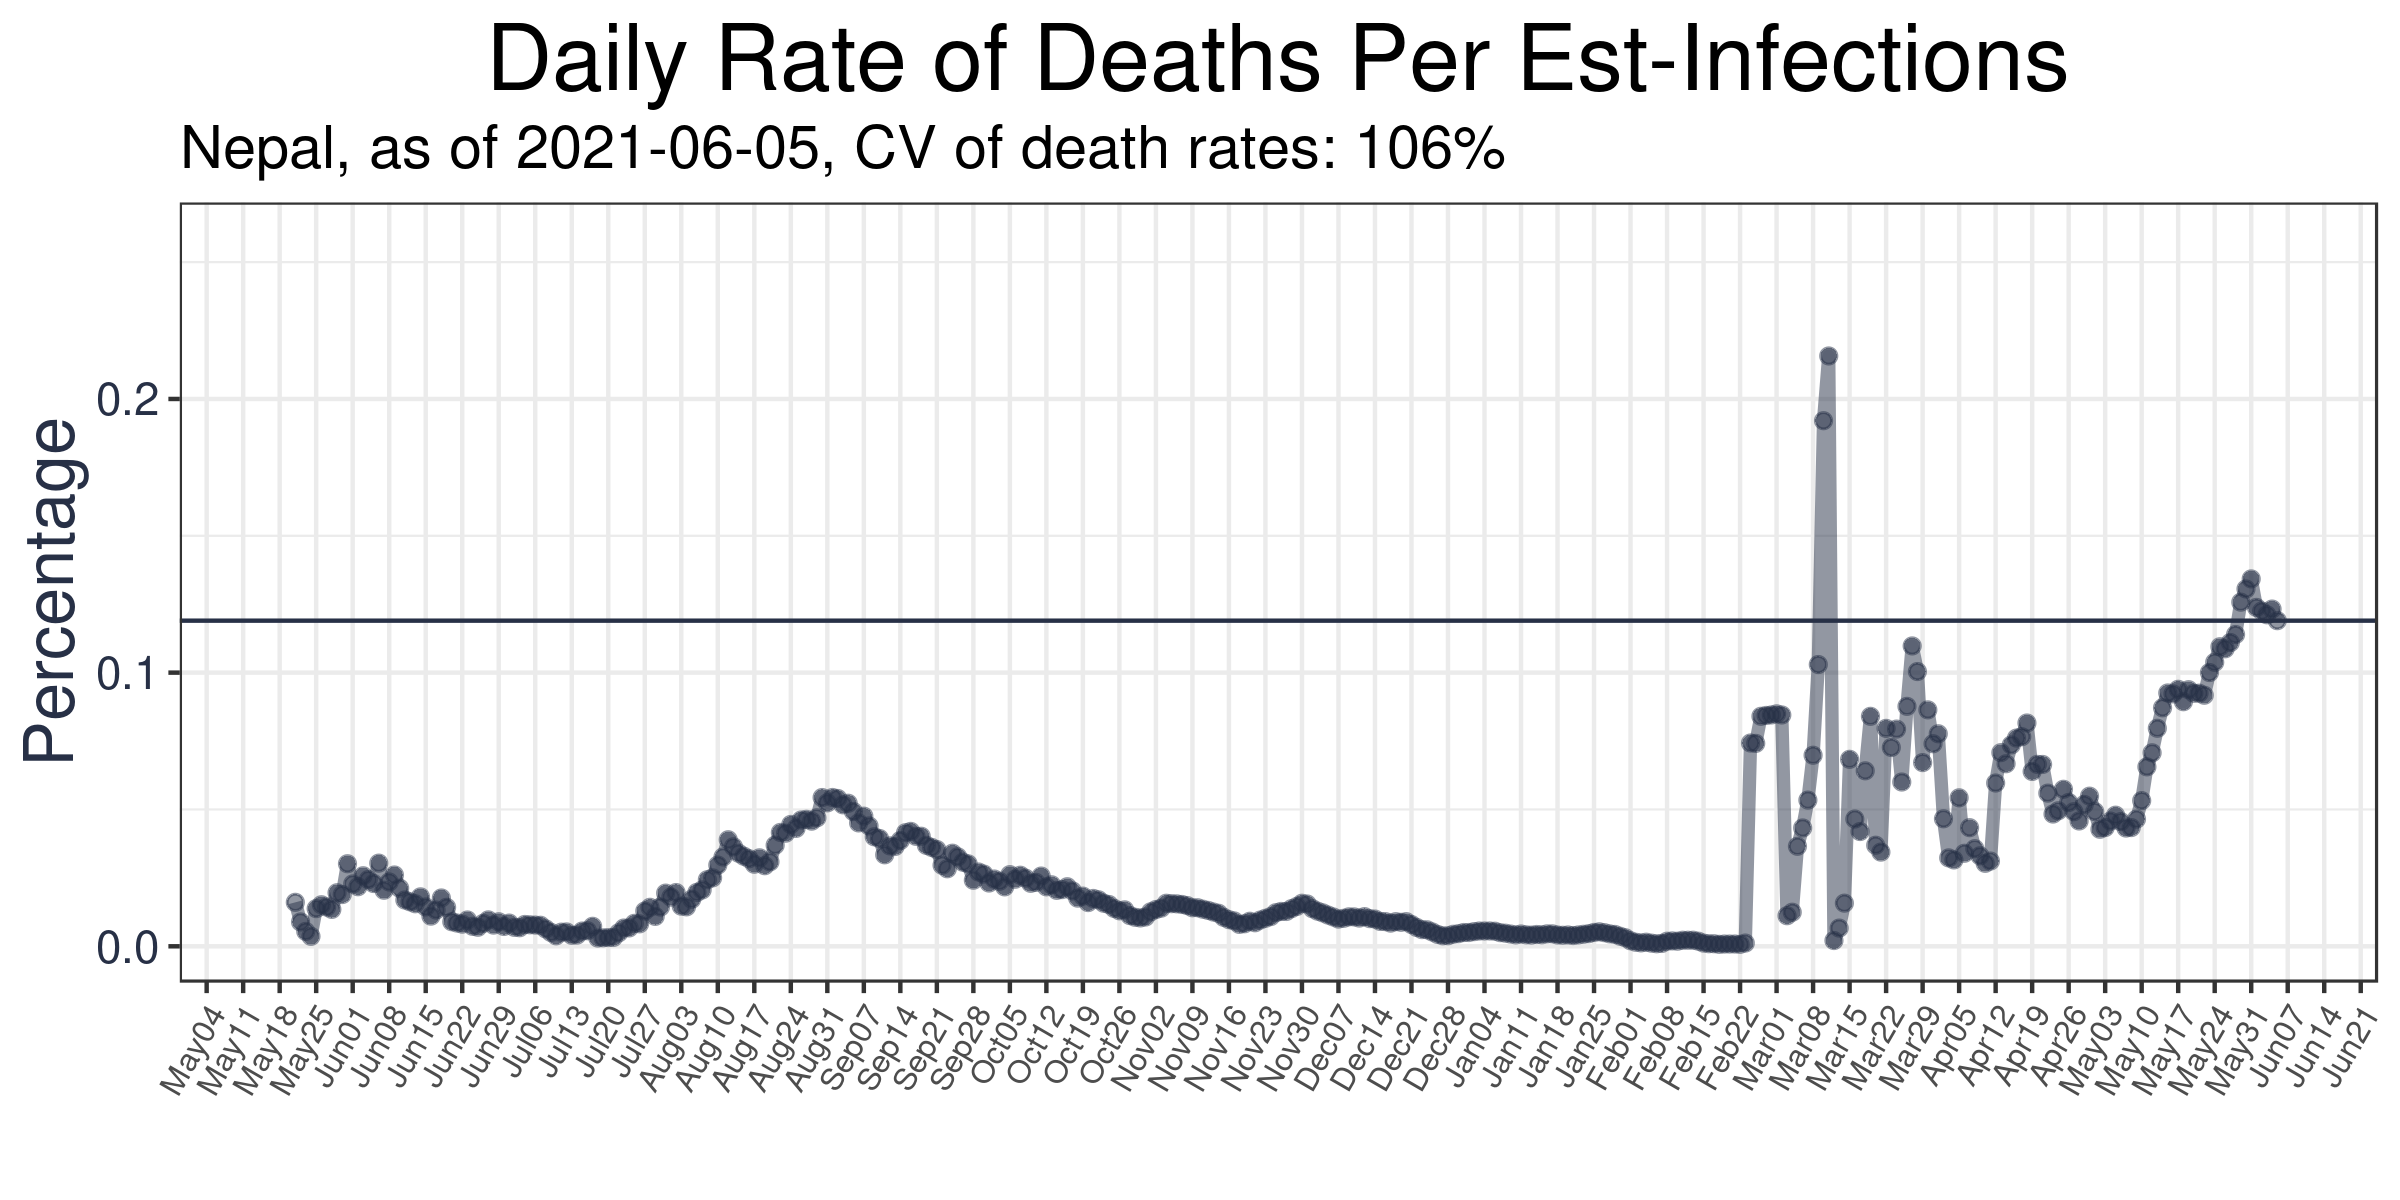 Daily Rate of Deaths Per Est-Infections
Nepal, as of 2021-06-05, CV of death rates: 106%
Percentage
0.2
0.1
0.0
May04
May11
May18
May25
Jun01
Jun08
Jun15
Jun22
Jun29
Jul06
Jul13
Jul20
Jul27
Aug03
Aug10
Aug17
Aug24
Aug31
Sep07
Sep14
Sep21
Sep28
Oct05
Oct12
Oct19
Oct26
Nov02
Nov09
Nov16
Nov23
Nov30
Dec07
Dec14
Dec21
Dec28
Jan04
Jan11
Jan18
Jan25
Feb01
Feb08
Feb15
Feb22
Mar01
Mar08
Mar15
Mar22
Mar29
Apr05
Apr12
Apr19
Apr26
May03
May10
May17
May24
May31
Jun07
Jun14
Jun21